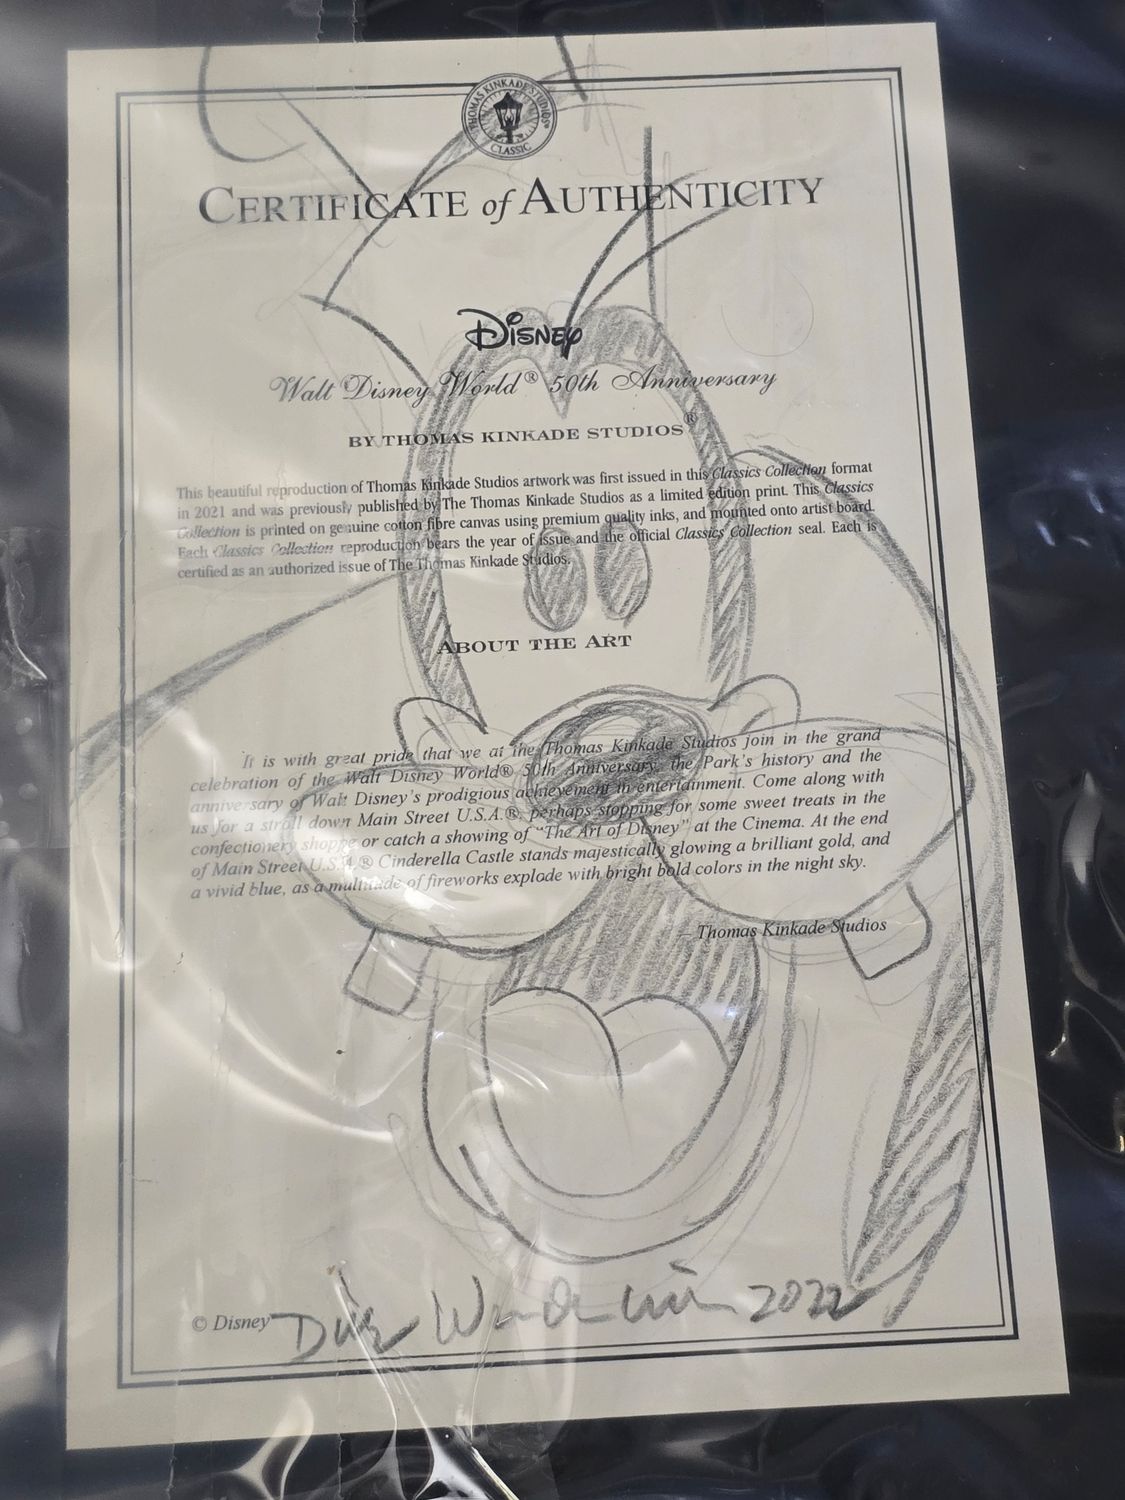 THOMAS KINKADE STUDIOS®
CLASSIC
CERTIFICATE of AUTHENTICITY
Disney
Walt Disney World® 50th Anniversary
BY THOMAS KINKADE STUDIOS®
This beautiful reproduction of Thomas Kinkade Studios artwork was first issued in this Classics Collection format
in 2021 and was previously published by The Thomas Kinkade Studios as a limited edition print. This Classics
Collection is printed on genuine cotton fibre canvas using premium quality inks, and mounted onto artist board.
Each Classics Collection reproduction bears the year of issue and the official Classics Collection seal. Each is
certified as an authorized issue of The Thomas Kinkade Studios.
ABOUT THE ART
It is with great pride that we at the Thomas Kinkade Studios join in the grand
celebration of the Walt Disney World® 50th Anniversary, the Park's history and the
anniversary of Walt Disney's prodigious achievement in entertainment. Come along with
us for a stroll down Main Street U.S.A.®, perhaps stopping for some sweet treats in the
confectionery shoppe or catch a showing of "The Art of Disney" at the Cinema. At the end
of Main Street U.S.A.® Cinderella Castle stands majestically glowing a brilliant gold, and
a vivid blue, as a multitude of fireworks explode with bright bold colors in the night sky.
—Thomas Kinkade Studios
© Disney
2022